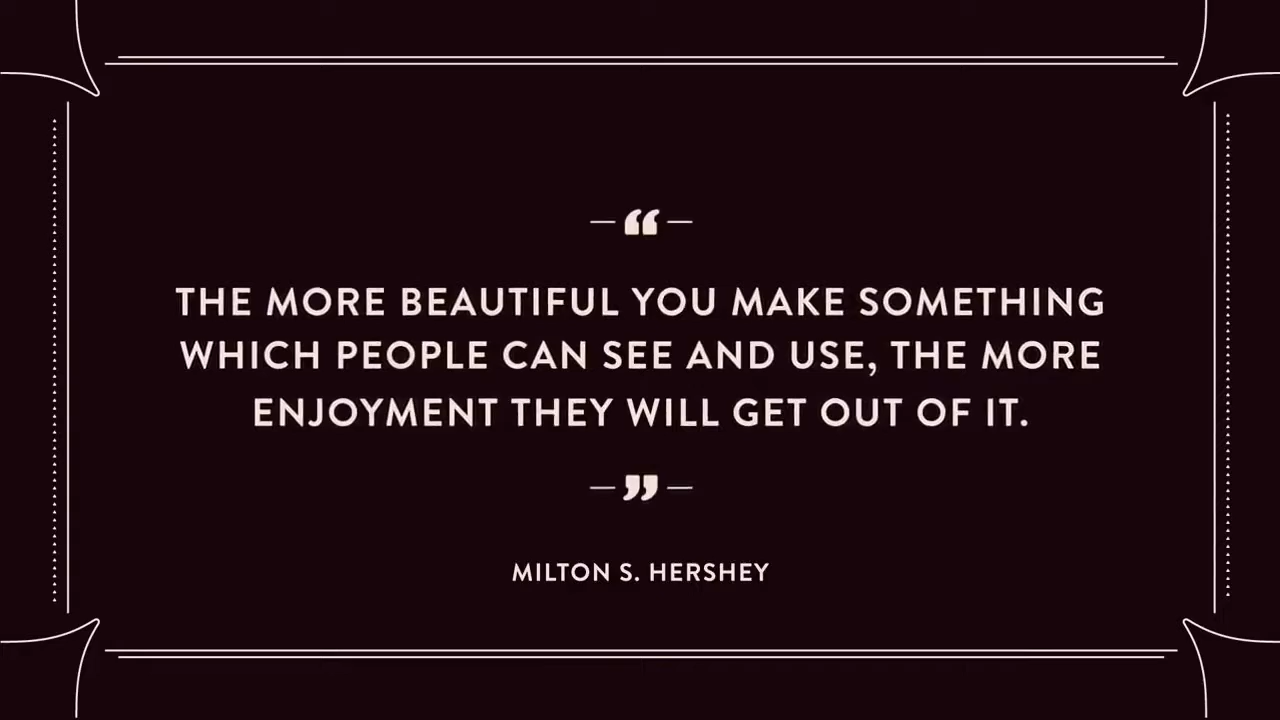 “
THE MORE BEAUTIFUL YOU MAKE SOMETHING
WHICH PEOPLE CAN SEE AND USE, THE MORE
ENJOYMENT THEY WILL GET OUT OF IT.
”
MILTON S. HERSHEY